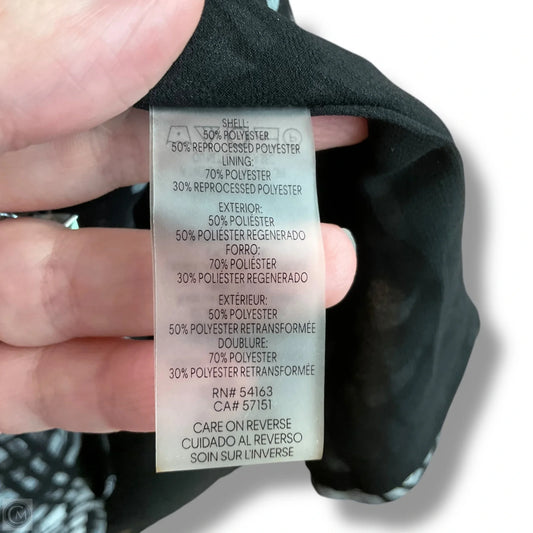 SHELL:
50% POLYESTER
50% REPROCESSED POLYESTER
LINING:
70% POLYESTER
30% REPROCESSED POLYESTER
EXTERIOR:
50% POLIÉSTER
50% POLIÉSTER REGENERADO
FORRO:
70% POLIÉSTER
30% POLIÉSTER REGENERADO
EXTÉRIEUR:
50% POLYESTER
50% POLYESTER RETRANSFORMÉE
DOUBLURE:
70% POLYESTER
30% POLYESTER RETRANSFORMÉE
RN# 54163
CA# 57151
CARE ON REVERSE
CUIDADO AL REVERSO
SOIN SUR L'INVERSE